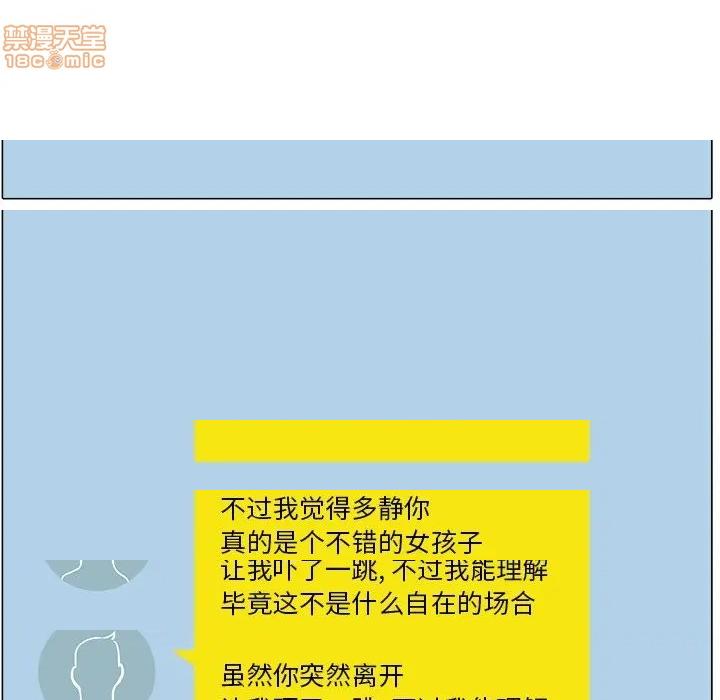 禁漫天堂
18comic
不过我觉得多静你
真的是个不错的女孩子
让我吓了一跳, 不过我能理解
毕竟这不是什么自在的场合
虽然你突然离开